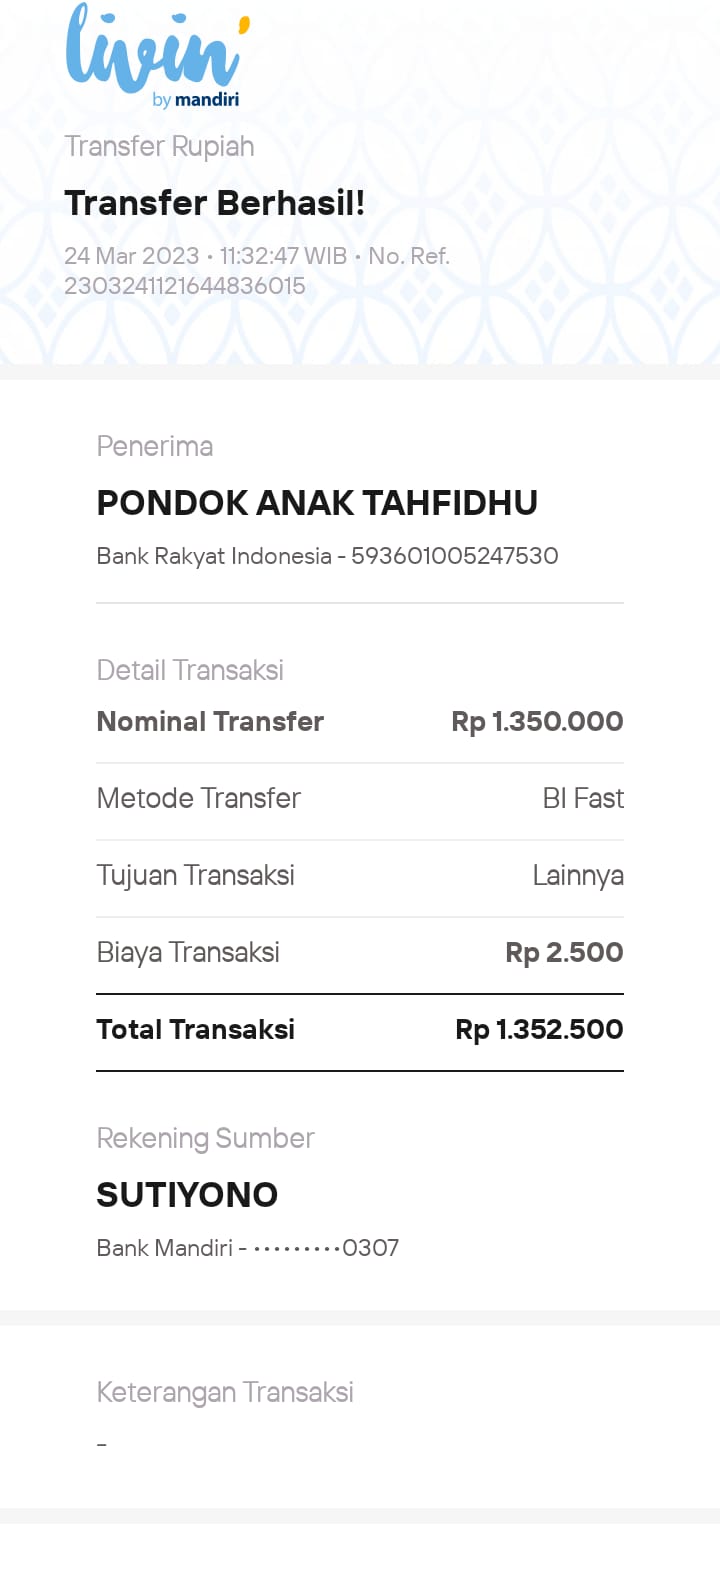 livin'
by mandiri
Transfer Rupiah
Transfer Berhasil!
24 Mar 2023 • 11:32:47 WIB • No. Ref.
2303241121644836015
Penerima
PONDOK ANAK TAHFIDHU
Bank Rakyat Indonesia - 593601005247530
Detail Transaksi
Nominal Transfer Rp 1.350.000
Metode Transfer BI Fast
Tujuan Transaksi Lainnya
Biaya Transaksi Rp 2.500
Total Transaksi Rp 1.352.500
Rekening Sumber
SUTIYONO
Bank Mandiri - •••••••••0307
Keterangan Transaksi
-